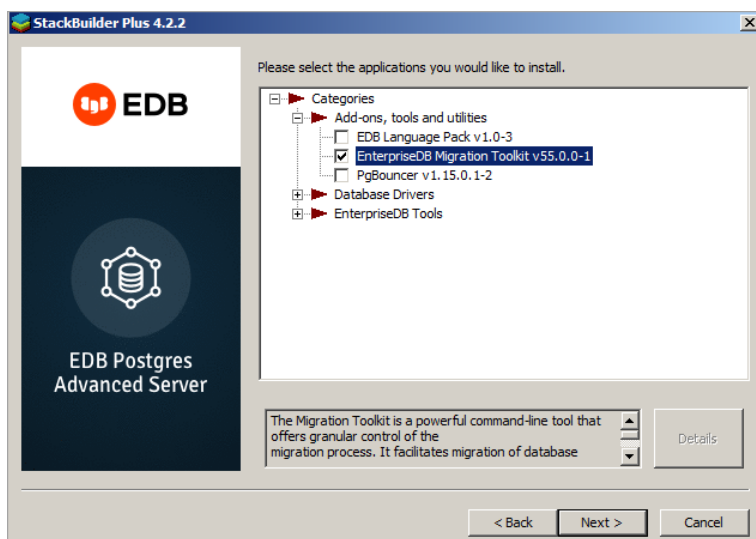 StackBuilder Plus 4.2.2
EDB
EDB Postgres
Advanced Server
Please select the applications you would like to install.
Categories
Add-ons, tools and utilities
EDB Language Pack v1.0-3
EnterpriseDB Migration Toolkit v55.0.0-1
PgBouncer v1.15.0.1-2
Database Drivers
EnterpriseDB Tools
The Migration Toolkit is a powerful command-line tool that
offers granular control of the
migration process. It facilitates migration of database
Details
< Back
Next >
Cancel